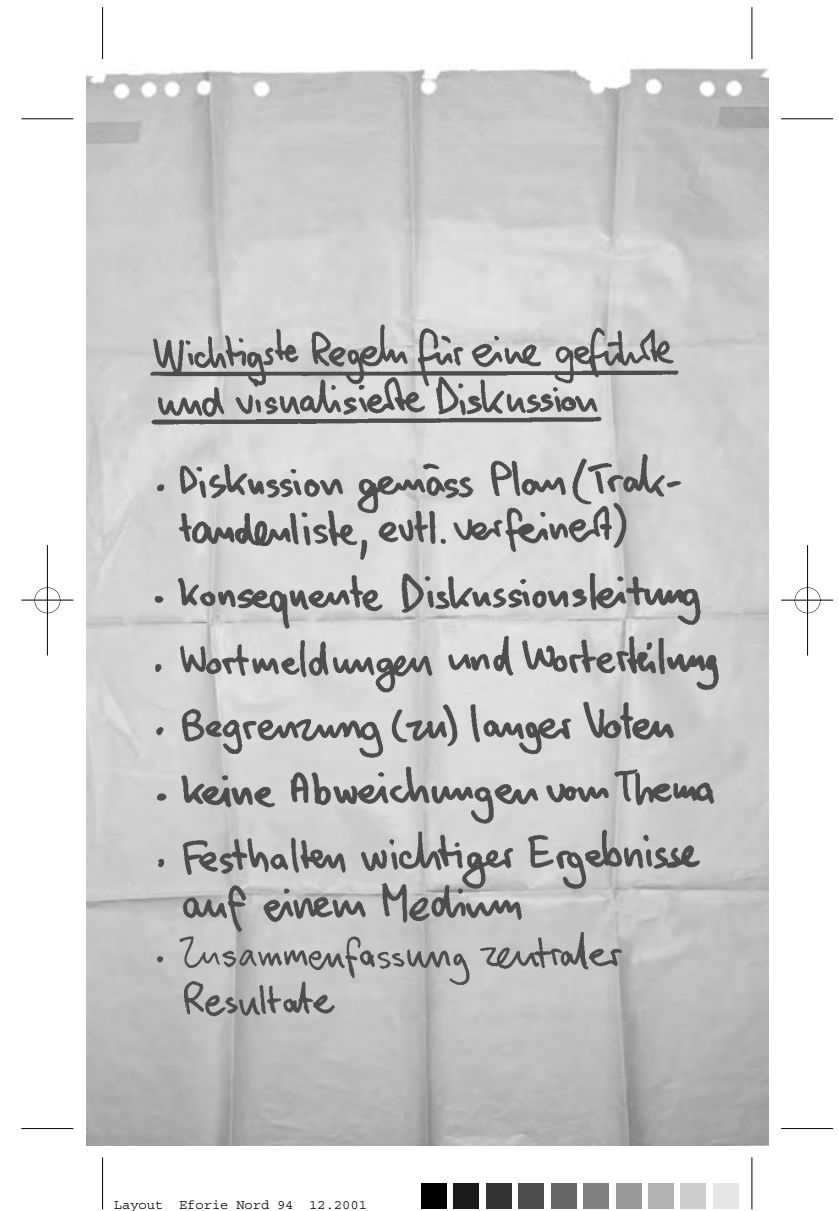 Wichtigste Regeln für eine geführte
und visualisierte Diskussion
· Diskussion gemäss Plan (Trak-
tandenliste, evtl. verfeinert)
· Konsequente Diskussionsleitung
· Wortmeldungen und Worterteilung
· Begrenzung (zu) langer Voten
· keine Abweichungen vom Thema
· Festhalten wichtiger Ergebnisse
auf einem Medium
· Zusammenfassung zentraler
Resultate
Layout Eforie Nord 94 12.2001